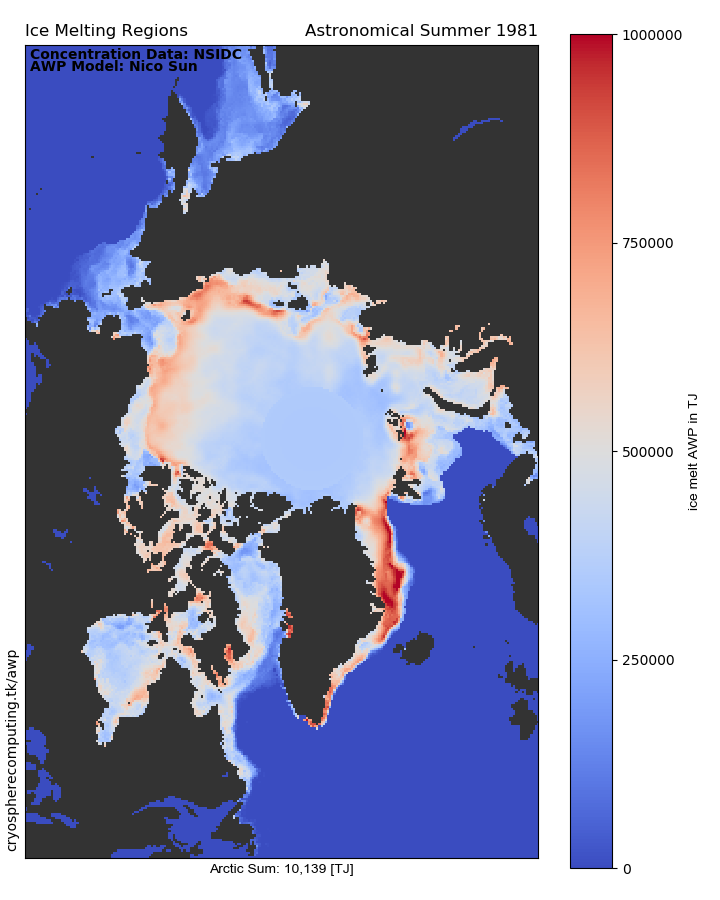 Ice Melting Regions Astronomical Summer 1981
Concentration Data: NSIDC
AWP Model: Nico Sun
1000000
750000
500000
250000
0
ice melt AWP in TJ
cryospherecomputing.tk/awp
Arctic Sum: 10,139 [TJ]